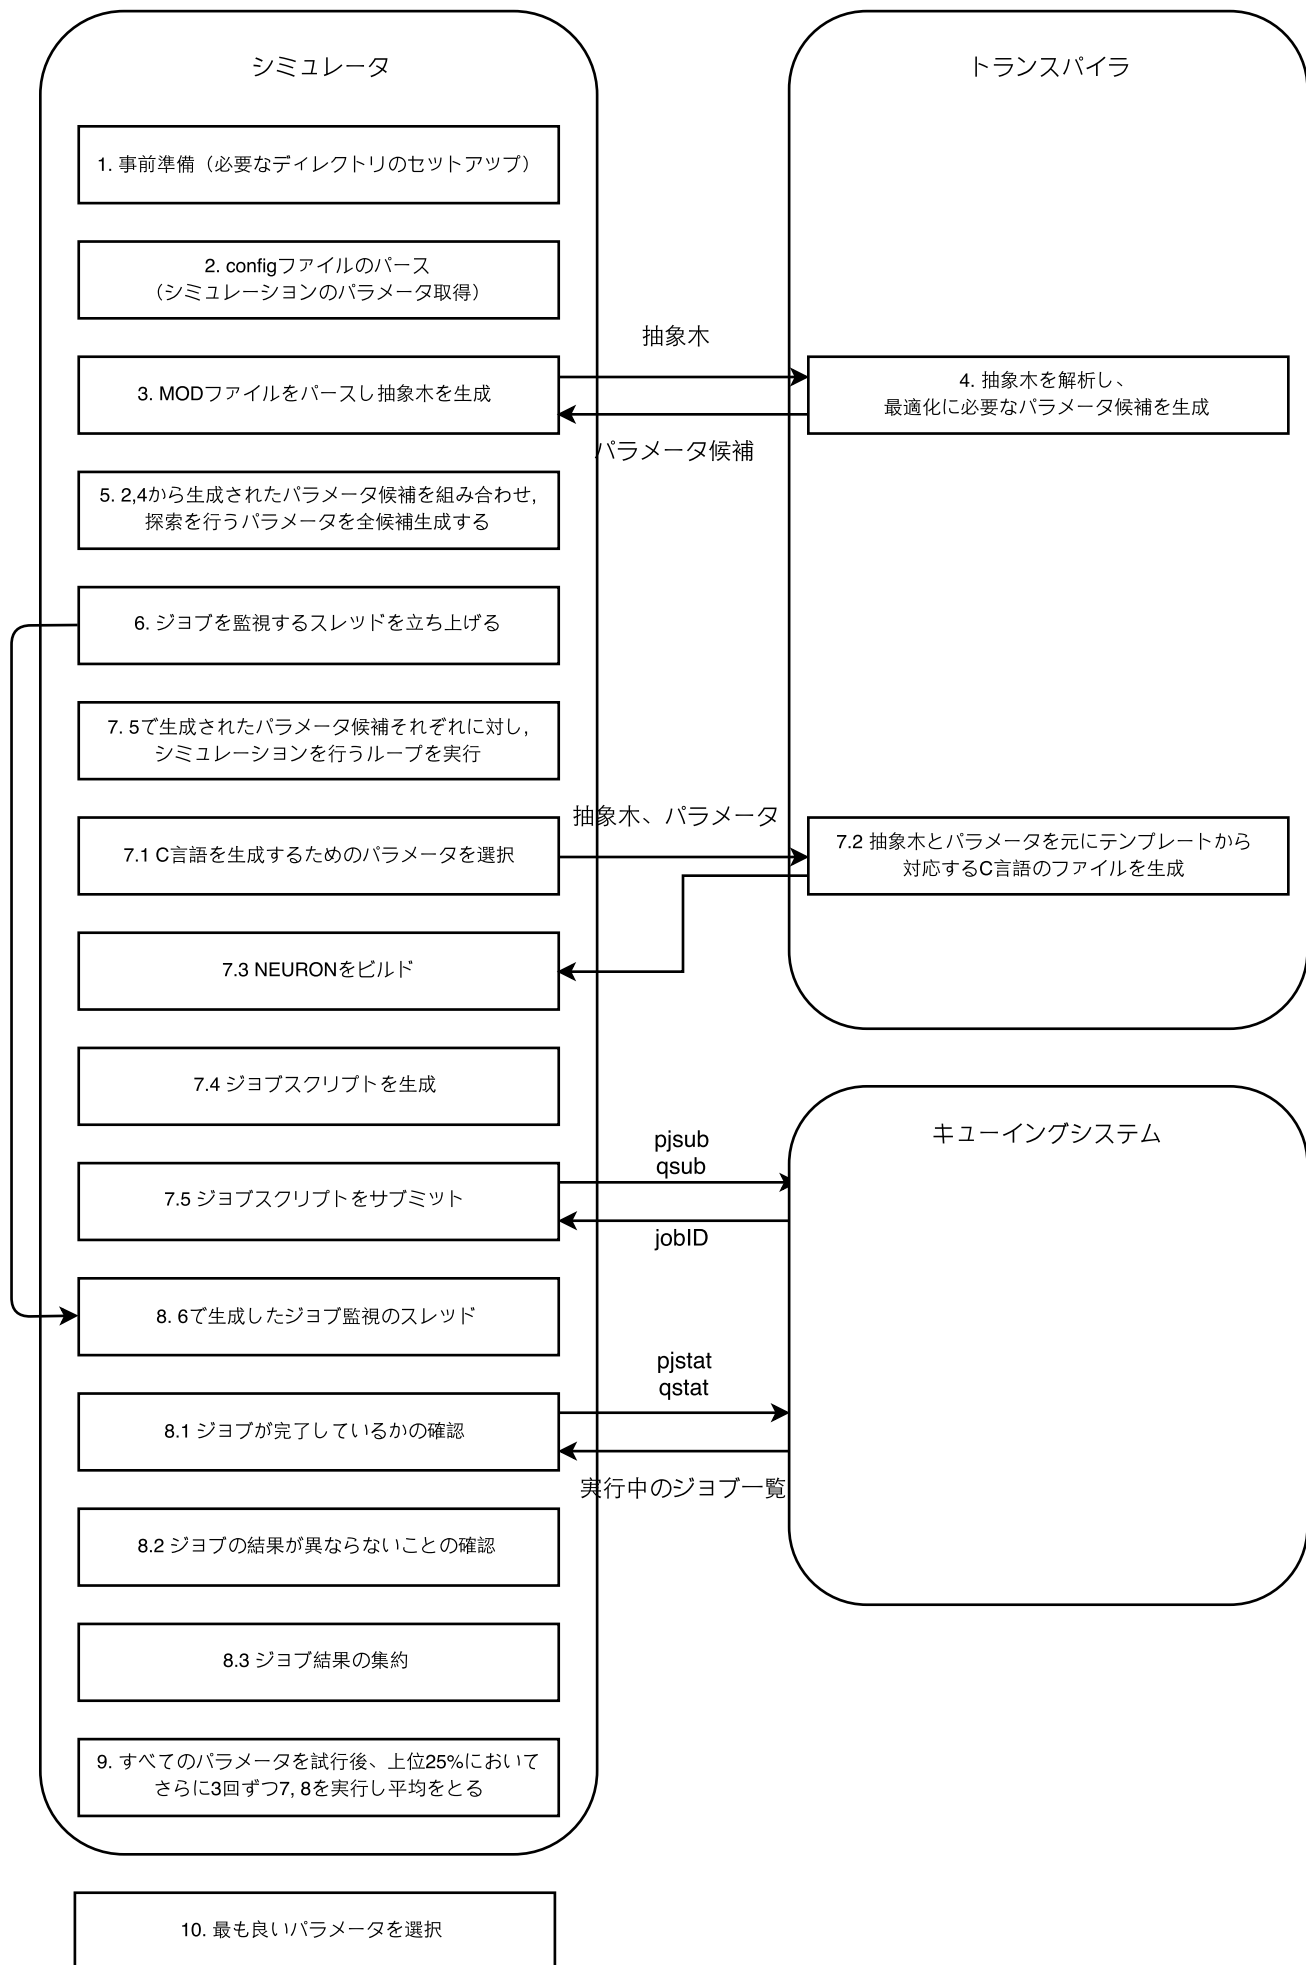 シミュレータ
トランスパイラ
1. 事前準備（必要なディレクトリのセットアップ）
2. configファイルのパース
（シミュレーションのパラメータ取得）
抽象木
3. MODファイルをパースし抽象木を生成
4. 抽象木を解析し、
最適化に必要なパラメータ候補を生成
パラメータ候補
5. 2,4から生成されたパラメータ候補を組み合わせ,
探索を行うパラメータを全候補生成する
6. ジョブを監視するスレッドを立ち上げる
7. 5で生成されたパラメータ候補それぞれに対し,
シミュレーションを行うループを実行
抽象木、パラメータ
7.1 C言語を生成するためのパラメータを選択
7.2 抽象木とパラメータを元にテンプレートから
対応するC言語のファイルを生成
7.3 NEURONをビルド
7.4 ジョブスクリプトを生成
キューイングシステム
pjsub
qsub
7.5 ジョブスクリプトをサブミット
jobID
8. 6で生成したジョブ監視のスレッド
pjstat
qstat
8.1 ジョブが完了しているかの確認
実行中のジョブ一覧
8.2 ジョブの結果が異ならないことの確認
8.3 ジョブ結果の集約
9. すべてのパラメータを試行後、上位25%において
さらに3回ずつ7, 8を実行し平均をとる
10. 最も良いパラメータを選択